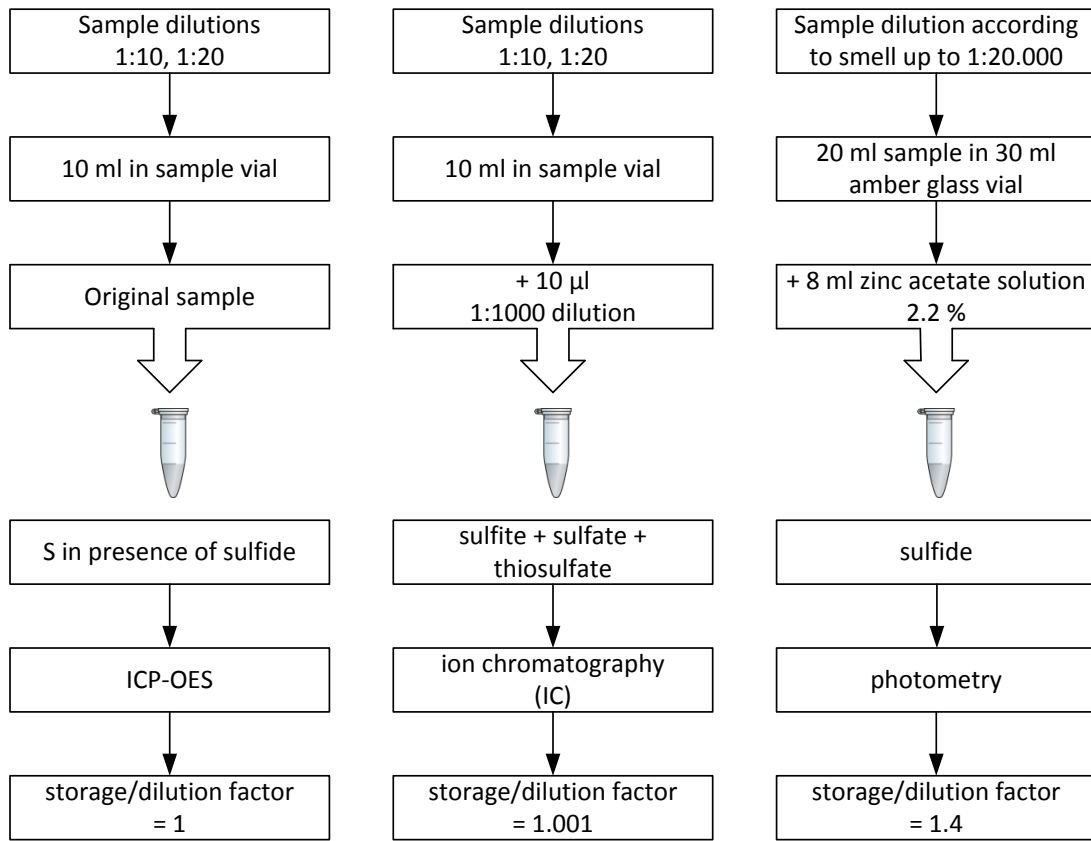 Sample dilutions
1:10, 1:20
10 ml in sample vial
Original sample
S in presence of sulfide
ICP-OES
storage/dilution factor
= 1
Sample dilutions
1:10, 1:20
10 ml in sample vial
+ 10 µl
1:1000 dilution
sulfite + sulfate +
thiosulfate
ion chromatography
(IC)
storage/dilution factor
= 1.001
Sample dilution according
to smell up to 1:20.000
20 ml sample in 30 ml
amber glass vial
+ 8 ml zinc acetate solution
2.2 %
sulfide
photometry
storage/dilution factor
= 1.4